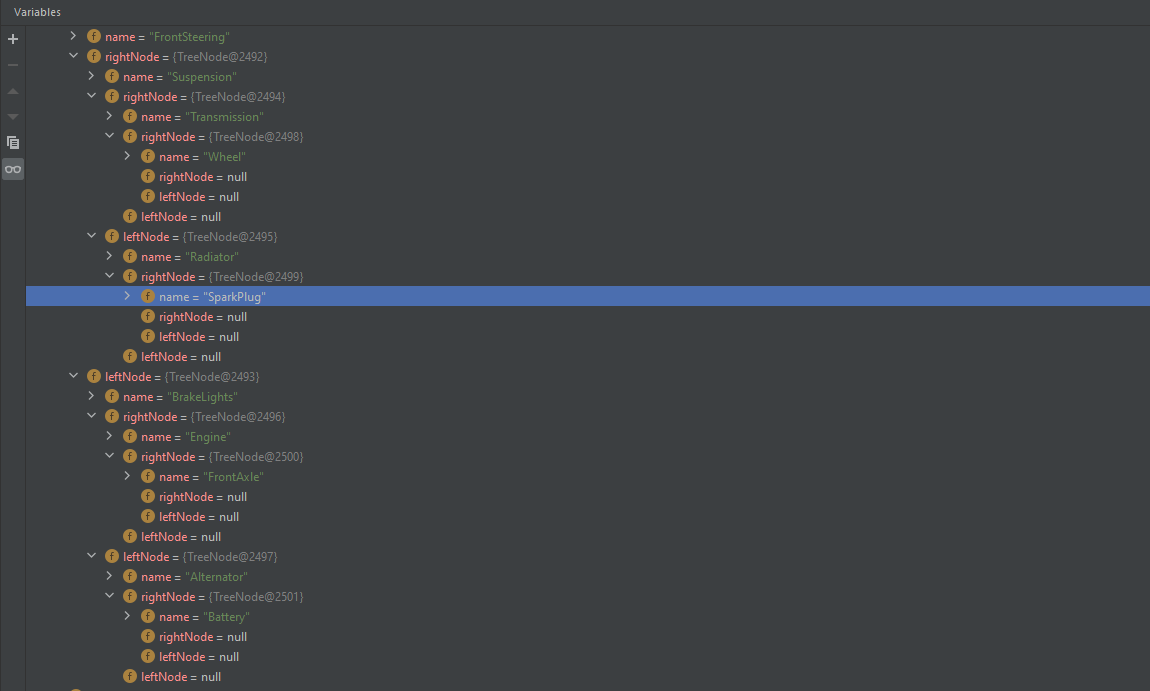 Variables
f name = "FrontSteering"
f rightNode = {TreeNode@2492}
f name = "Suspension"
f rightNode = {TreeNode@2494}
f name = "Transmission"
f rightNode = {TreeNode@2498}
f name = "Wheel"
f rightNode = null
f leftNode = null
f leftNode = null
f leftNode = {TreeNode@2495}
f name = "Radiator"
f rightNode = {TreeNode@2499}
f name = "SparkPlug"
f rightNode = null
f leftNode = null
f leftNode = null
f leftNode = {TreeNode@2493}
f name = "BrakeLights"
f rightNode = {TreeNode@2496}
f name = "Engine"
f rightNode = {TreeNode@2500}
f name = "FrontAxle"
f rightNode = null
f leftNode = null
f leftNode = null
f leftNode = {TreeNode@2497}
f name = "Alternator"
f rightNode = {TreeNode@2501}
f name = "Battery"
f rightNode = null
f leftNode = null
f leftNode = null